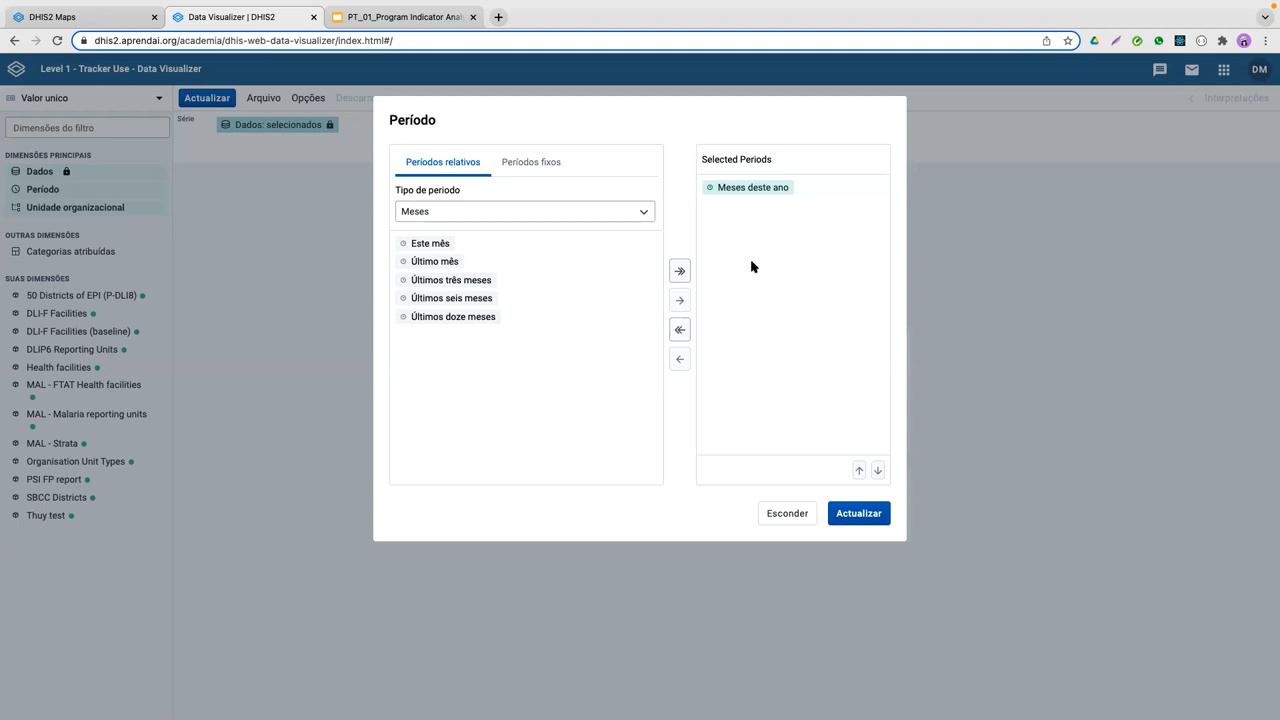 DHIS2 Maps
Data Visualizer | DHIS2
PT_01_Program Indicator Anal
dhis2.aprendai.org/academia/dhis-web-data-visualizer/index.html#/
Level 1 - Tracker Use - Data Visualizer
DM
Valor unico
Actualizar
Arquivo
Opções
Descarr
Interpretações
Dimensões do filtro
Série
Dados: selecionados
DIMENSÕES PRINCIPAIS
Dados
Período
Unidade organizacional
OUTRAS DIMENSÕES
Categorias atribuídas
SUAS DIMENSÕES
50 Districts of EPI (P-DLI8)
DLI-F Facilities
DLI-F Facilities (baseline)
DLIP6 Reporting Units
Health facilities
MAL - FTAT Health facilities
MAL - Malaria reporting units
MAL - Strata
Organisation Unit Types
PSI FP report
SBCC Districts
Thuy test
Período
Períodos relativos
Períodos fixos
Tipo de periodo
Meses
Este mês
Último mês
Últimos três meses
Últimos seis meses
Últimos doze meses
Selected Periods
Meses deste ano
Esconder
Actualizar